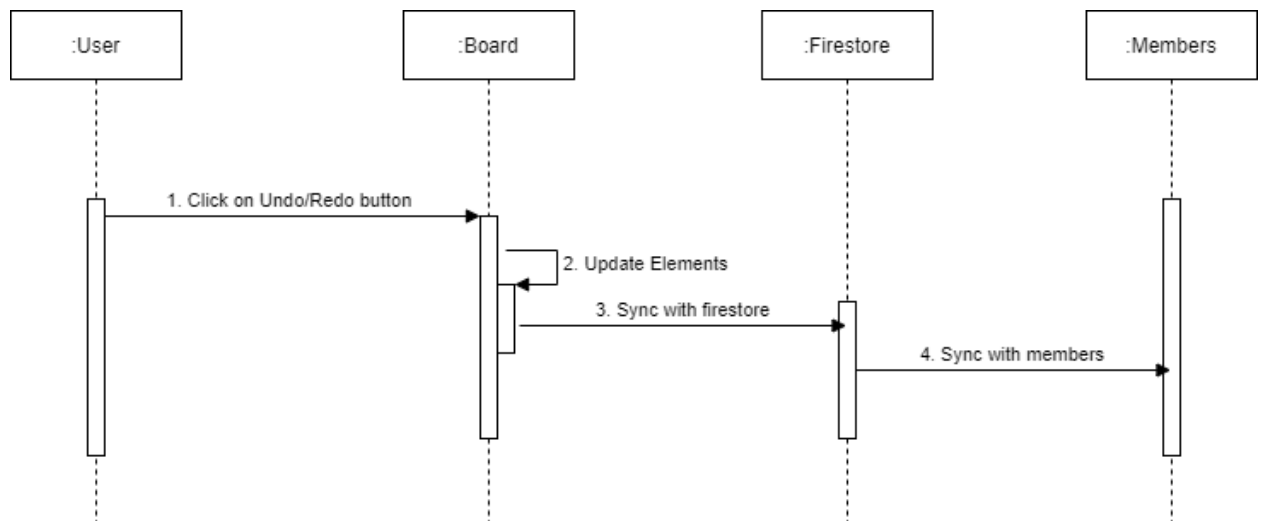 :User
:Board
:Firestore
:Members
1. Click on Undo/Redo button
2. Update Elements
3. Sync with firestore
4. Sync with members